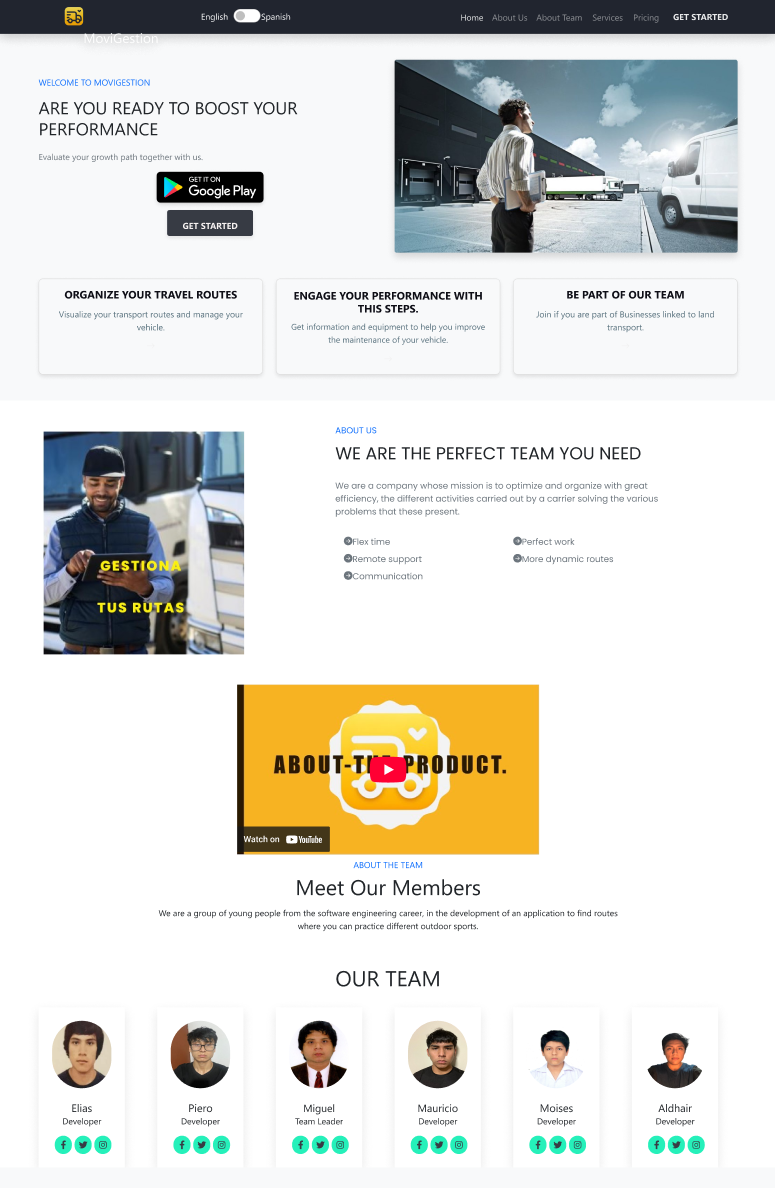 English Spanish
Home About Us About Team Services Pricing GET STARTED
MoviGestion
WELCOME TO MOVIGESTION
ARE YOU READY TO BOOST YOUR
PERFORMANCE
Evaluate your growth path together with us.
GET IT ON
Google Play
GET STARTED
ORGANIZE YOUR TRAVEL ROUTES
Visualize your transport routes and manage your
vehicle.
ENGAGE YOUR PERFORMANCE WITH
THIS STEPS.
Get information and equipment to help you improve
the maintenance of your vehicle.
BE PART OF OUR TEAM
Join if you are part of Businesses linked to land
transport.
GESTIONA
TUS RUTAS
ABOUT US
WE ARE THE PERFECT TEAM YOU NEED
We are a company whose mission is to optimize and organize with great
efficiency, the different activities carried out by a carrier solving the various
problems that these present.
Flex time
Remote support
Communication
Perfect work
More dynamic routes
ABOUT-THE PRODUCT.
Watch on YouTube
ABOUT THE TEAM
Meet Our Members
We are a group of young people from the software engineering career, in the development of an application to find routes
where you can practice different outdoor sports.
OUR TEAM
Elias
Developer
Piero
Developer
Miguel
Team Leader
Mauricio
Developer
Moises
Developer
Aldhair
Developer